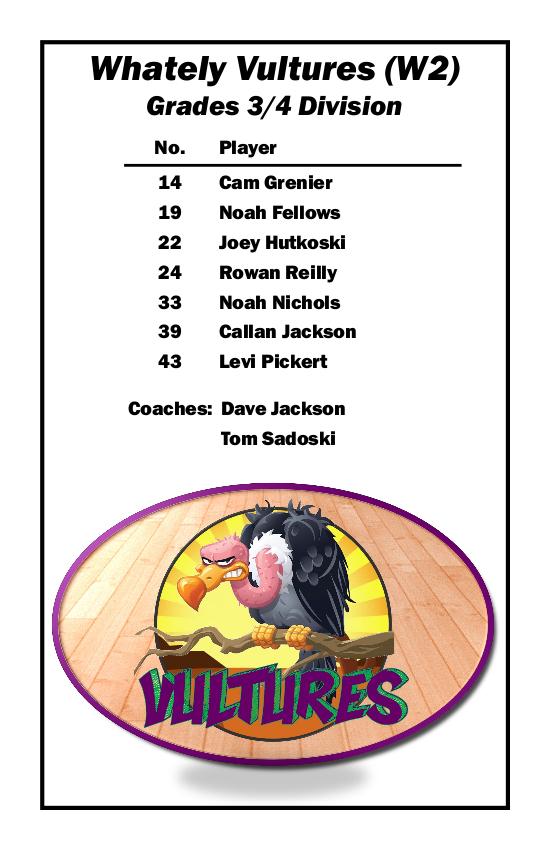 Whately Vultures (W2)
Grades 3/4 Division
No. Player
14 Cam Grenier
19 Noah Fellows
22 Joey Hutkoski
24 Rowan Reilly
33 Noah Nichols
39 Callan Jackson
43 Levi Pickert
Coaches: Dave Jackson
Tom Sadoski
VULTURES